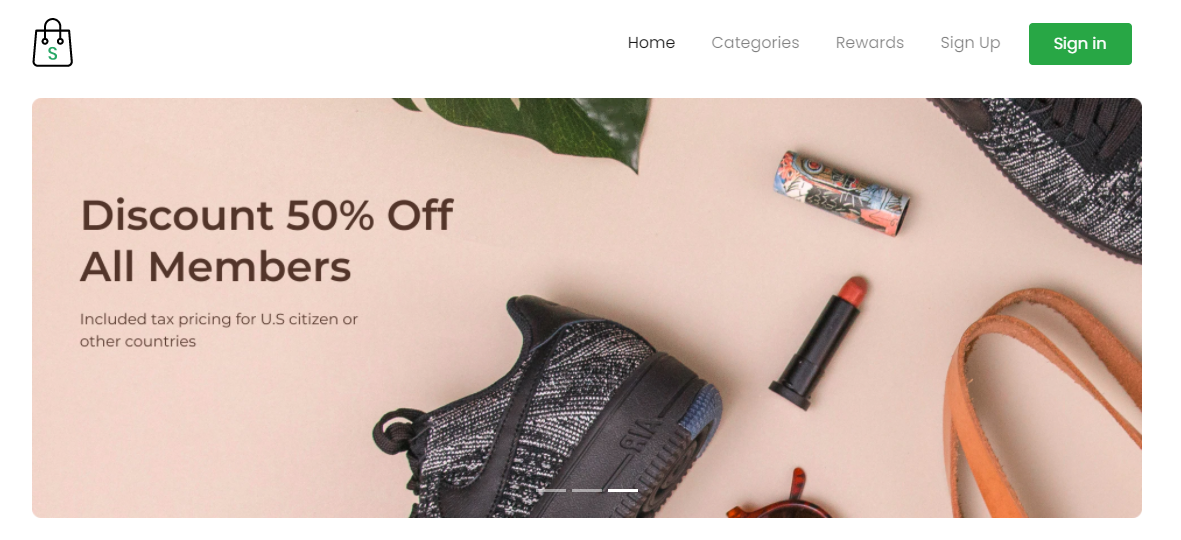 S
Home
Categories
Rewards
Sign Up
Sign in
Discount 50% Off
All Members
Included tax pricing for U.S citizen or
other countries
AIR